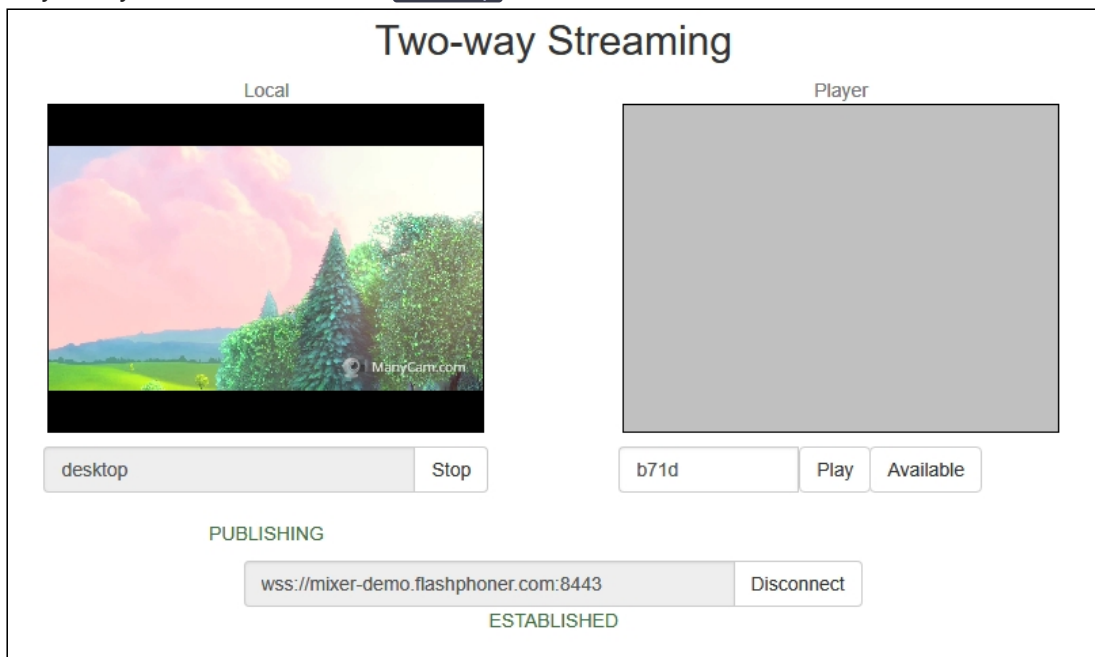 Two-way Streaming
Local
Player
ManyCam.com
desktop
Stop
b71d
Play
Available
PUBLISHING
wss://mixer-demo.flashphoner.com:8443
Disconnect
ESTABLISHED